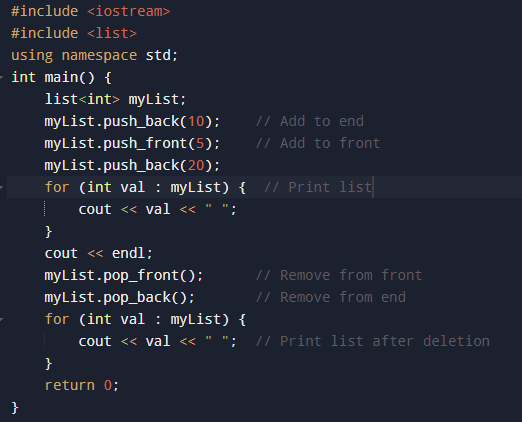 #include <iostream>
#include <list>
using namespace std;
int main() {
    list<int> myList;
    myList.push_back(10);    // Add to end
    myList.push_front(5);    // Add to front
    myList.push_back(20);
    for (int val : myList) {  // Print list
        cout << val << " ";
    }
    cout << endl;
    myList.pop_front();      // Remove from front
    myList.pop_back();       // Remove from end
    for (int val : myList) {
        cout << val << " ";  // Print list after deletion
    }
    return 0;
}